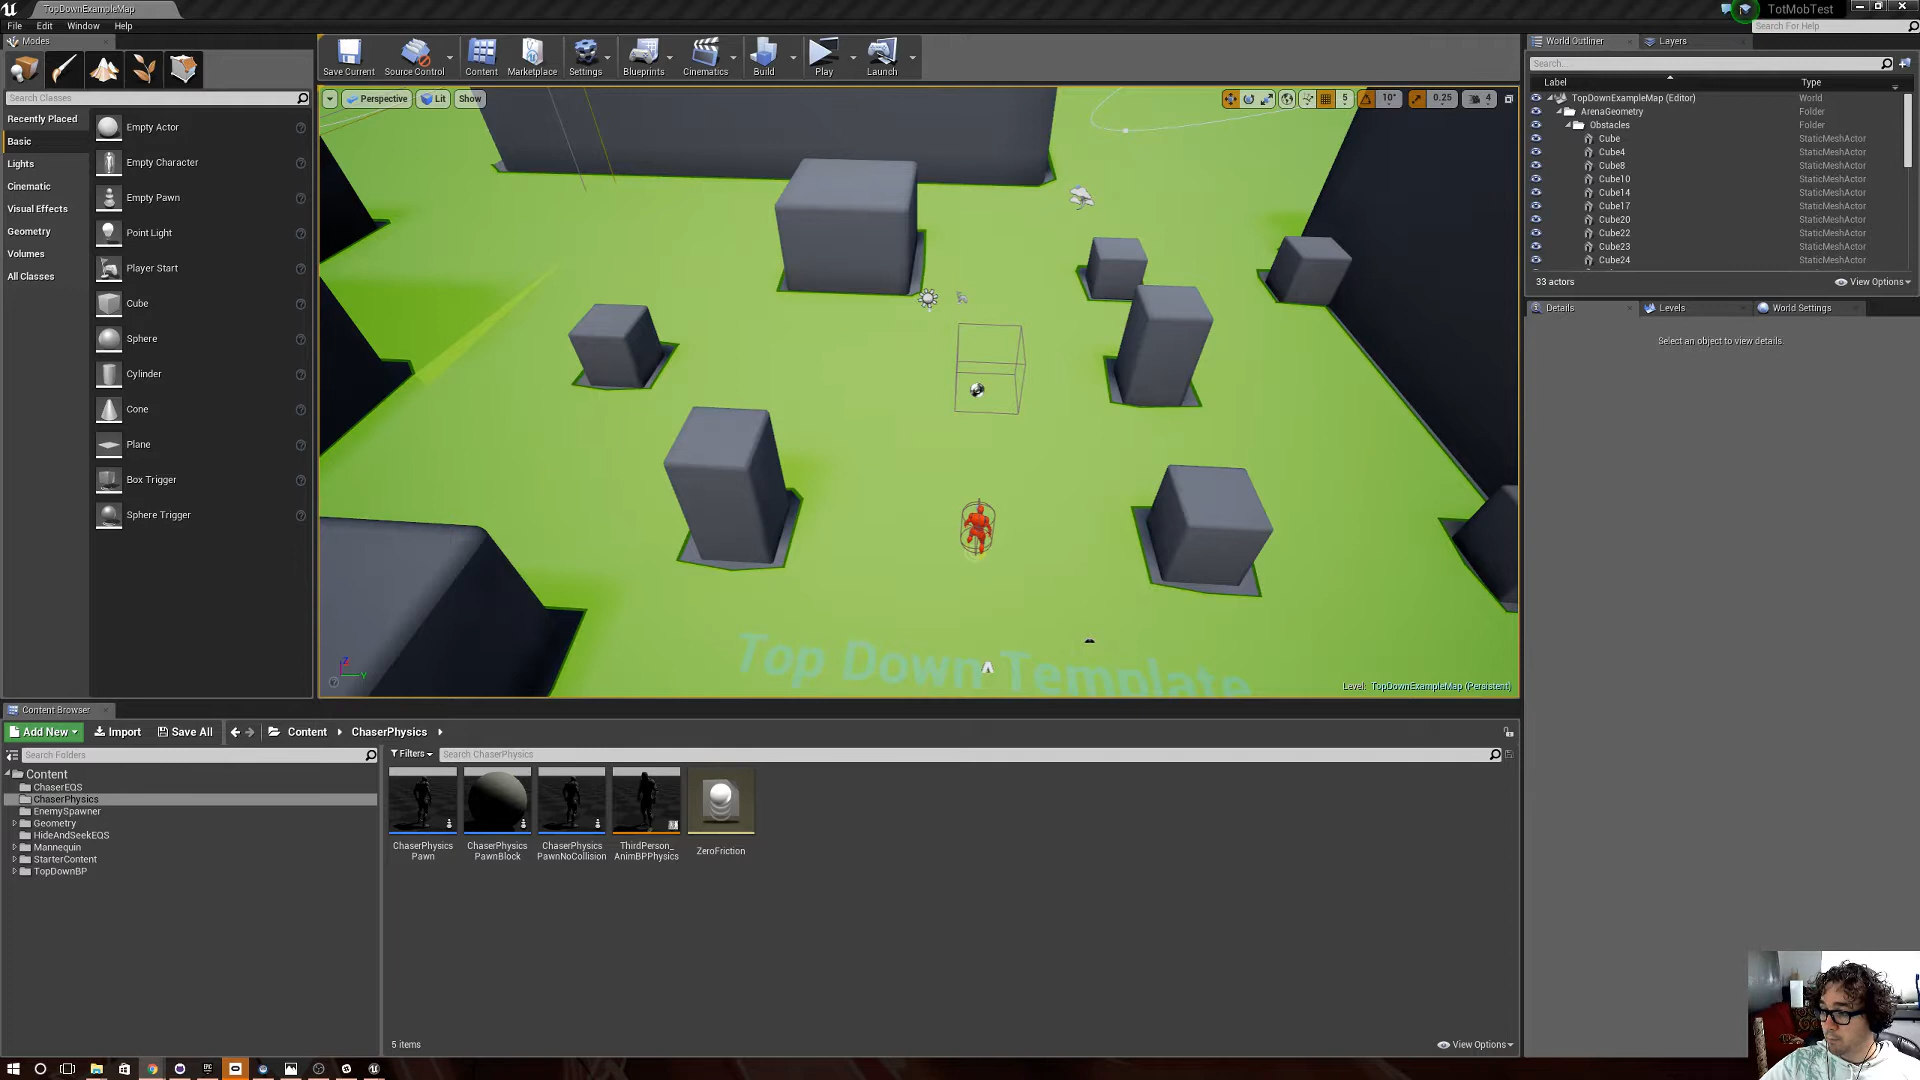 TopDownExampleMap
TotMobTest
File Edit Window Help
Search For Help
Modes
Search Classes
Recently Placed
Basic
Lights
Cinematic
Visual Effects
Geometry
Volumes
All Classes
Empty Actor
Empty Character
Empty Pawn
Point Light
Player Start
Cube
Sphere
Cylinder
Cone
Plane
Box Trigger
Sphere Trigger
Save Current
Source Control
Content
Marketplace
Settings
Blueprints
Cinematics
Build
Play
Launch
Perspective
Lit
Show
5
10°
0.25
4
Top Down Template
Level: TopDownExampleMap (Persistent)
World Outliner
Layers
Search...
Label Type
TopDownExampleMap (Editor) World
ArenaGeometry Folder
Obstacles Folder
Cube StaticMeshActor
Cube4 StaticMeshActor
Cube8 StaticMeshActor
Cube10 StaticMeshActor
Cube14 StaticMeshActor
Cube17 StaticMeshActor
Cube20 StaticMeshActor
Cube22 StaticMeshActor
Cube23 StaticMeshActor
Cube24 StaticMeshActor
33 actors
View Options
Details
Levels
World Settings
Select an object to view details.
Content Browser
Add New
Import
Save All
Content
ChaserPhysics
Search Folders
Filters
Search ChaserPhysics
Content
ChaserEQS
ChaserPhysics
EnemySpawner
Geometry
HideAndSeekEQS
Mannequin
StarterContent
TopDownBP
ChaserPhysics
Pawn
ChaserPhysics
PawnBlock
ChaserPhysics
PawnNoCollision
ThirdPerson_
AnimBPPhysics
ZeroFriction
5 items
View Options